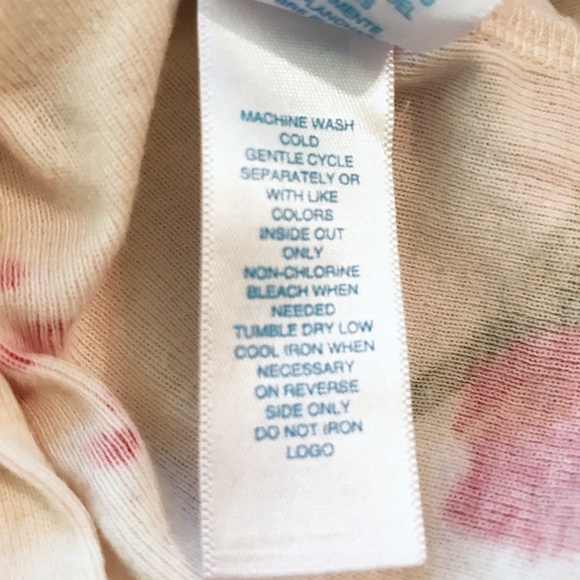 MACHINE WASH
COLD
GENTLE CYCLE
SEPARATELY OR
WITH LIKE
COLORS
INSIDE OUT
ONLY
NON-CHLORINE
BLEACH WHEN
NEEDED
TUMBLE DRY LOW
COOL IRON WHEN
NECESSARY
ON REVERSE
SIDE ONLY
DO NOT IRON
LOGO